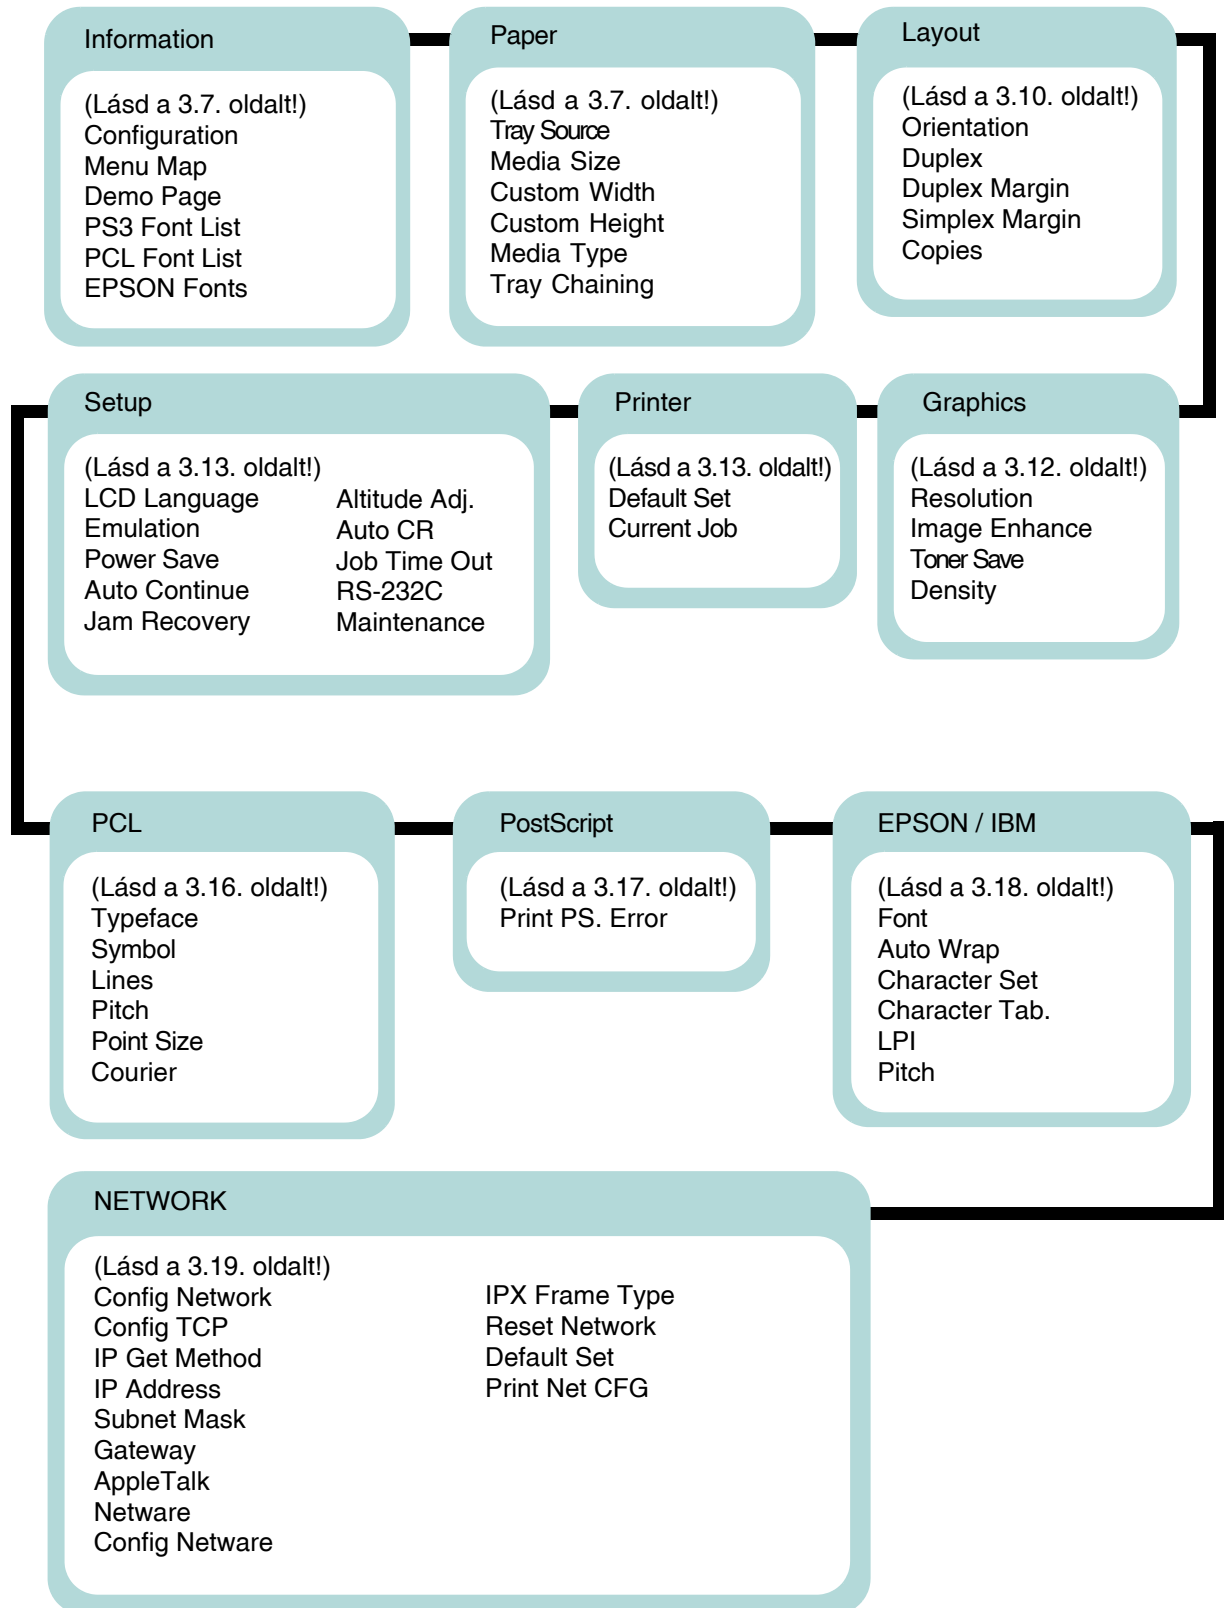 Information
(Lásd a 3.7. oldalt!)
Configuration
Menu Map
Demo Page
PS3 Font List
PCL Font List
EPSON Fonts
Paper
(Lásd a 3.7. oldalt!)
Tray Source
Media Size
Custom Width
Custom Height
Media Type
Tray Chaining
Layout
(Lásd a 3.10. oldalt!)
Orientation
Duplex
Duplex Margin
Simplex Margin
Copies
Setup
(Lásd a 3.13. oldalt!)
LCD Language
Emulation
Power Save
Auto Continue
Jam Recovery
Altitude Adj.
Auto CR
Job Time Out
RS-232C
Maintenance
Printer
(Lásd a 3.13. oldalt!)
Default Set
Current Job
Graphics
(Lásd a 3.12. oldalt!)
Resolution
Image Enhance
Toner Save
Density
PCL
(Lásd a 3.16. oldalt!)
Typeface
Symbol
Lines
Pitch
Point Size
Courier
PostScript
(Lásd a 3.17. oldalt!)
Print PS. Error
EPSON / IBM
(Lásd a 3.18. oldalt!)
Font
Auto Wrap
Character Set
Character Tab.
LPI
Pitch
NETWORK
(Lásd a 3.19. oldalt!)
Config Network
Config TCP
IP Get Method
IP Address
Subnet Mask
Gateway
AppleTalk
Netware
Config Netware
IPX Frame Type
Reset Network
Default Set
Print Net CFG